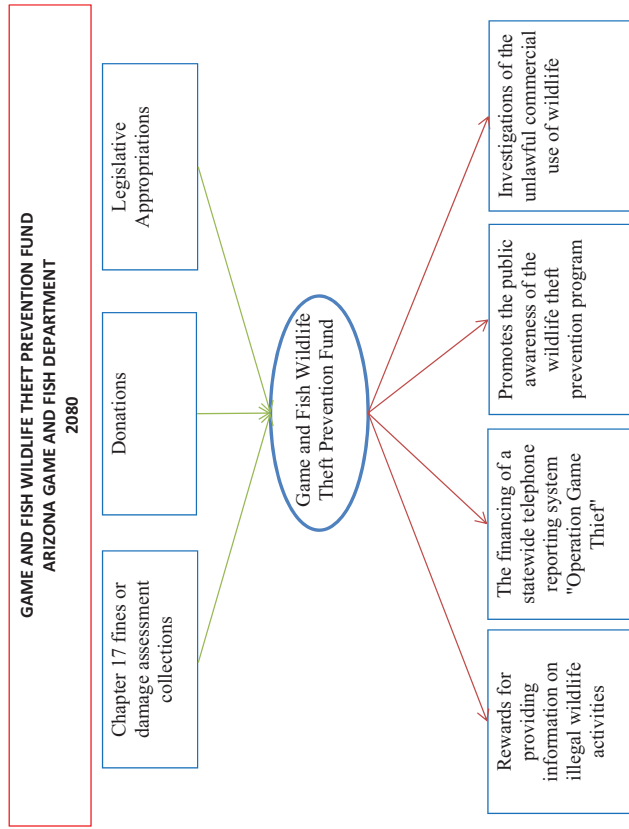 GAME AND FISH WILDLIFE THEFT PREVENTION FUND
ARIZONA GAME AND FISH DEPARTMENT
2080
Chapter 17 fines or
damage assessment
collections
Donations
Legislative
Appropriations
Game and Fish Wildlife
Theft Prevention Fund
Rewards for
providing
information on
illegal wildlife
activities
The financing of a
statewide telephone
reporting system
"Operation Game
Thief"
Promotes the public
awareness of the
wildlife theft
prevention program
Investigations of the
unlawful commercial
use of wildlife